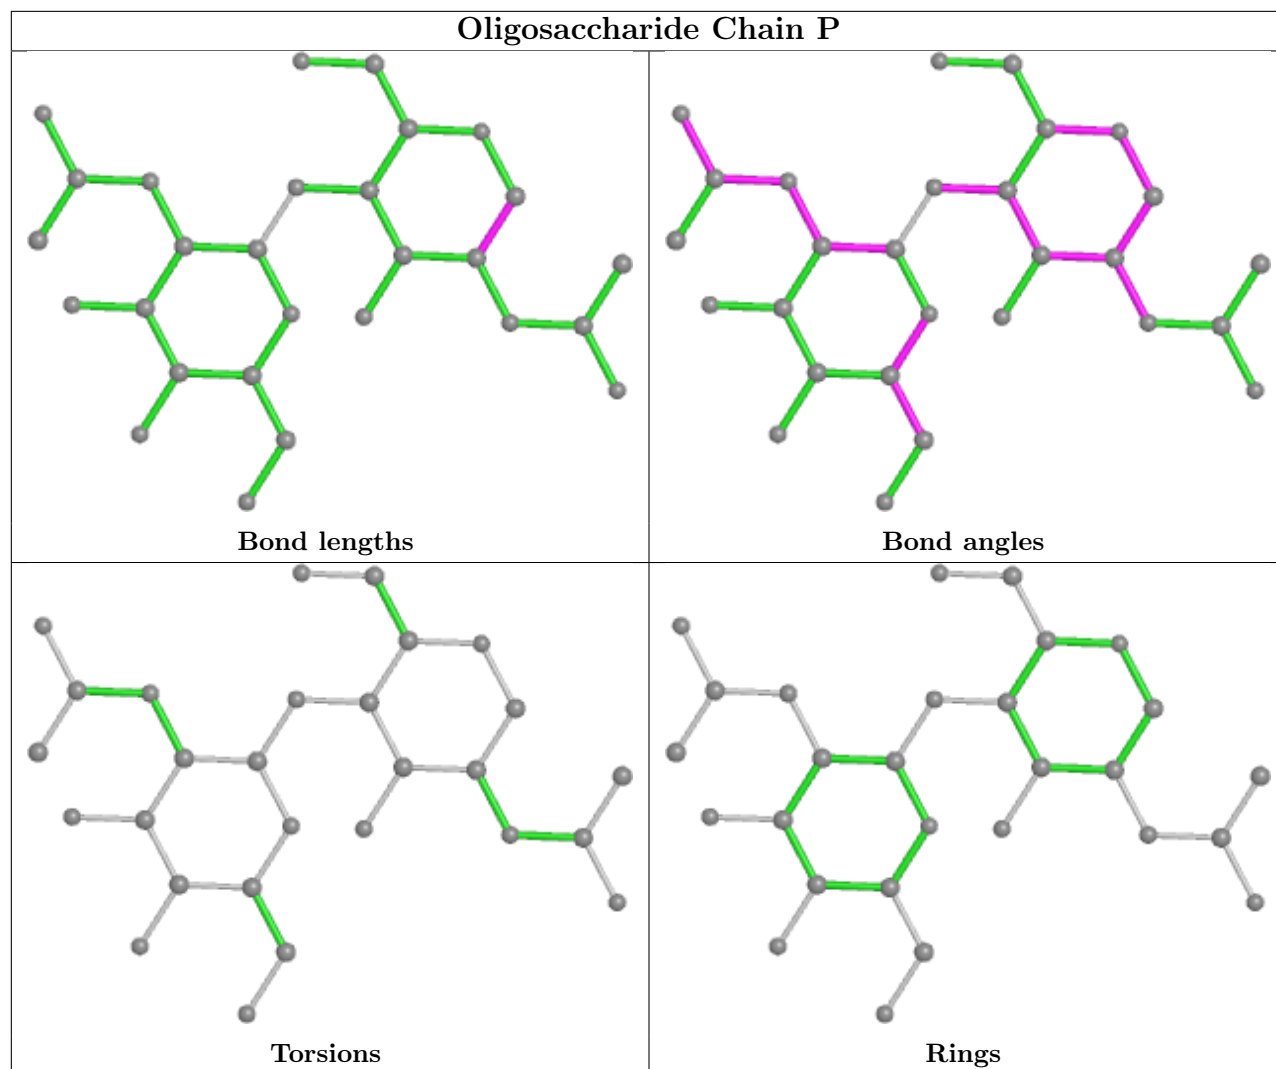 Oligosaccharide Chain P
Bond lengths
Bond angles
Torsions
Rings